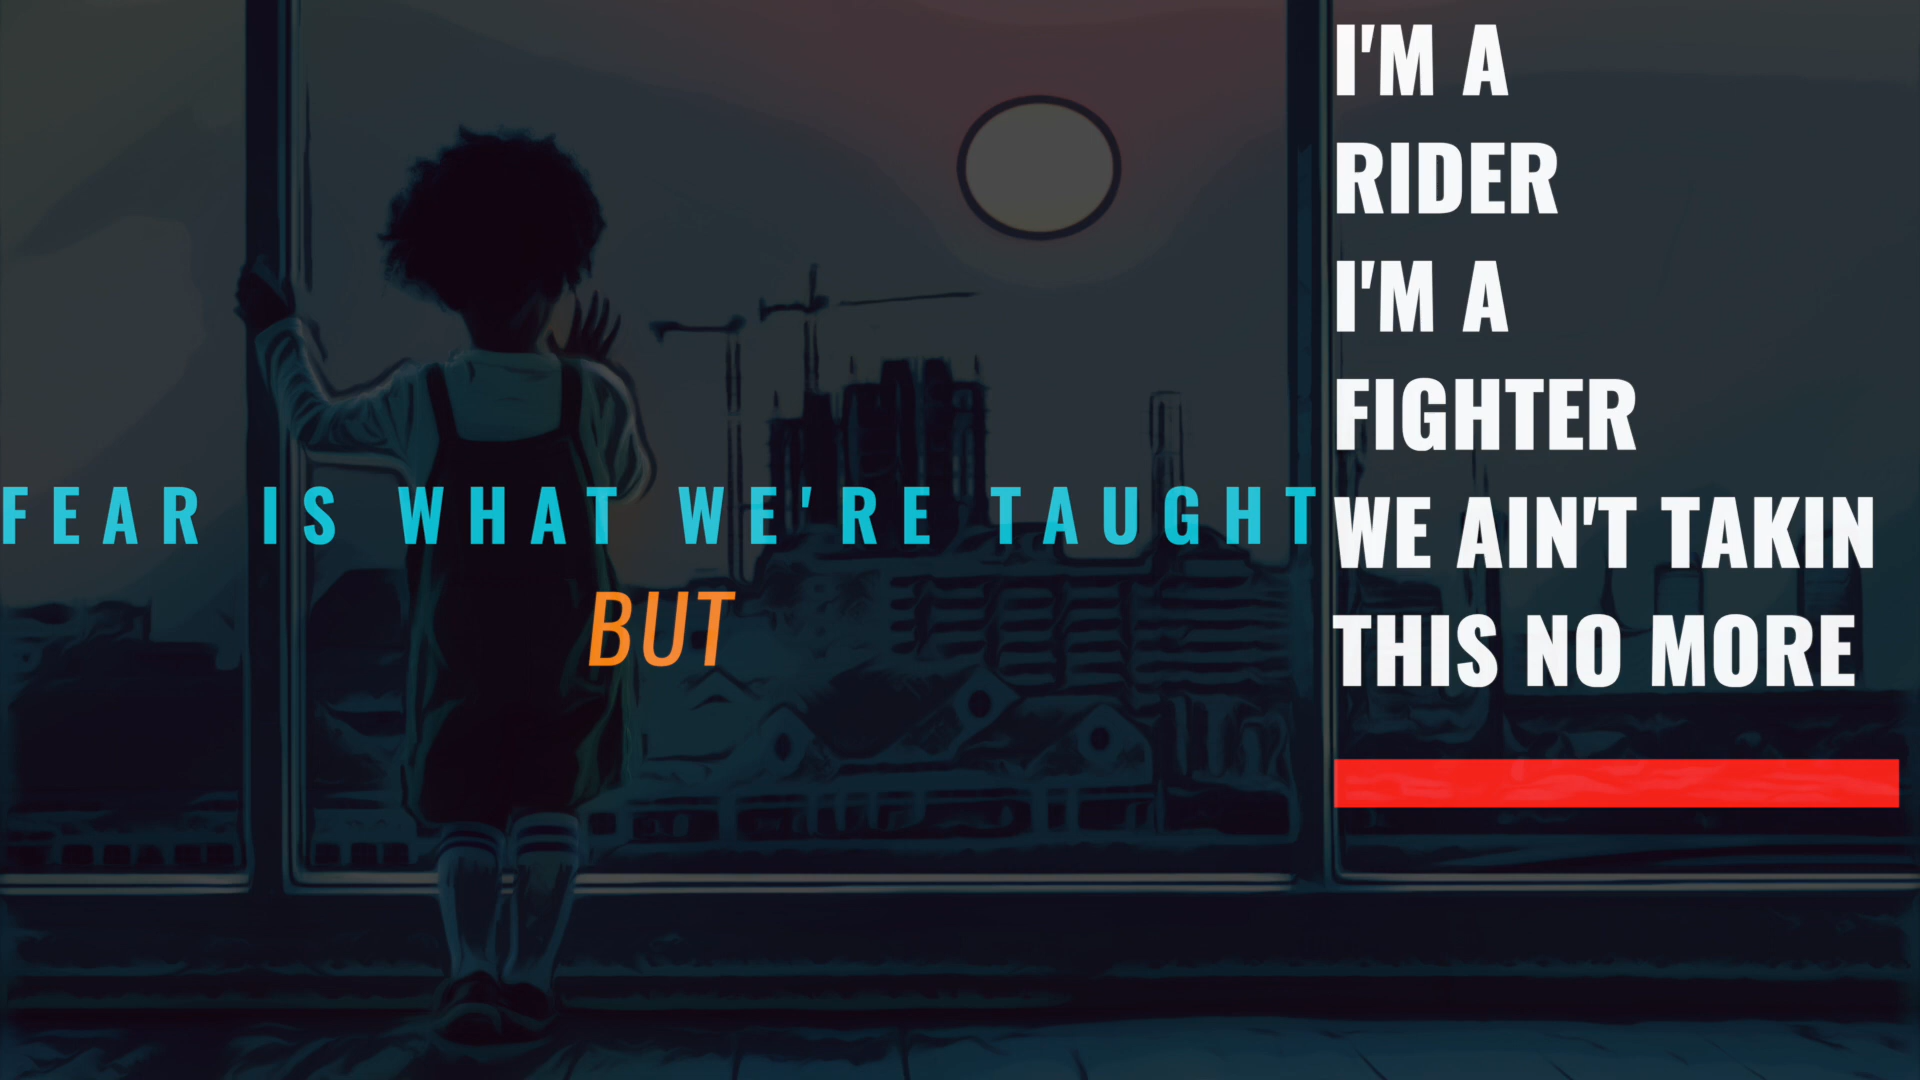 FEAR IS WHAT WE'RE TAUGHT
BUT
I'M A
RIDER
I'M A
FIGHTER
WE AIN'T TAKIN
THIS NO MORE